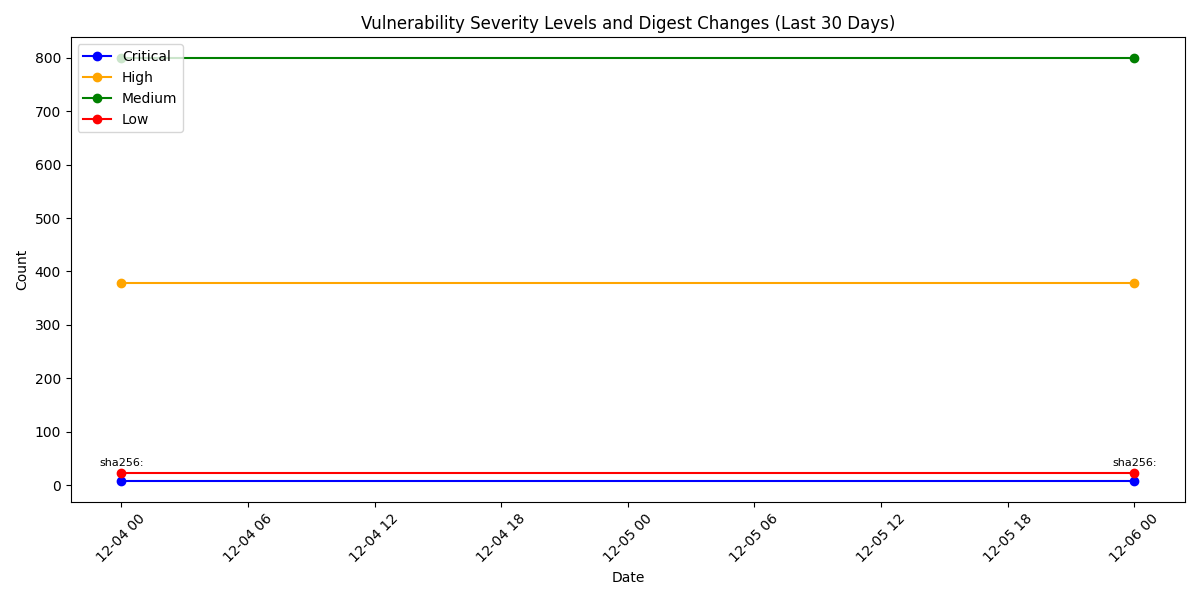 Vulnerability Severity Levels and Digest Changes (Last 30 Days)
Critical
High
Medium
Low
Count
800
700
600
500
400
300
200
100
0
sha256:
sha256:
12-04 00
12-04 06
12-04 12
12-04 18
12-05 00
12-05 06
12-05 12
12-05 18
12-06 00
Date